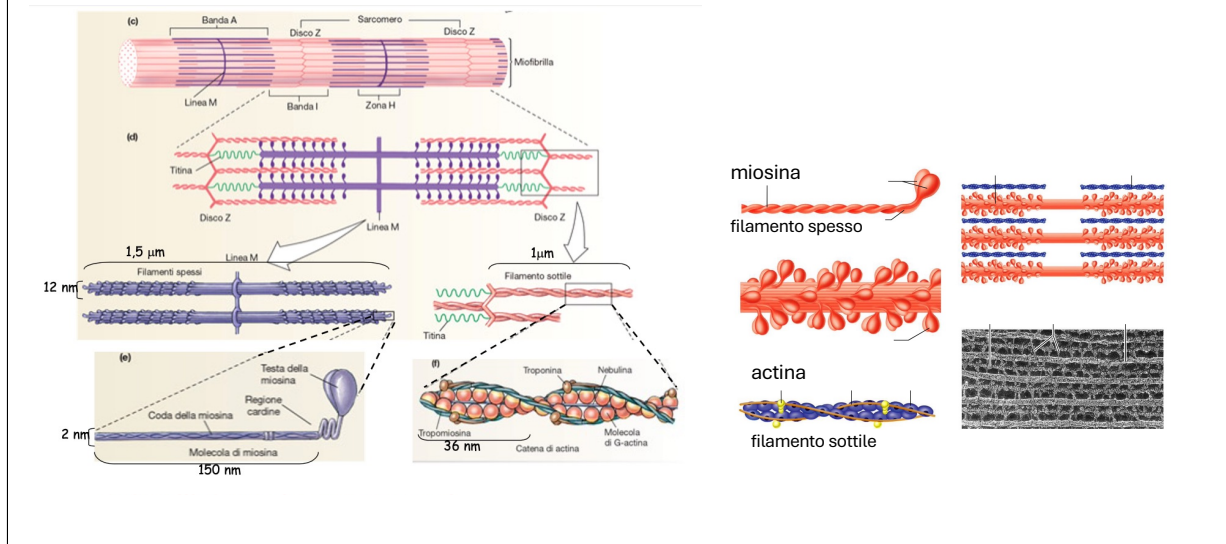 (c)
Banda A
Sarcomero
Disco Z
Disco Z
Miofibrilla
Linea M
Banda I
Zona H
(d)
Titina
Disco Z
Disco Z
Linea M
1,5 μm
Linea M
Filamenti spessi
12 nm
1μm
Filamento sottile
Titina
(e)
Testa della
miosina
Regione
cardine
Coda della miosina
2 nm
Molecola di miosina
150 nm
(f)
Troponina
Nebulina
Tropomiosina
Molecola
di G-actina
36 nm
Catena di actina
miosina
filamento spesso
actina
filamento sottile